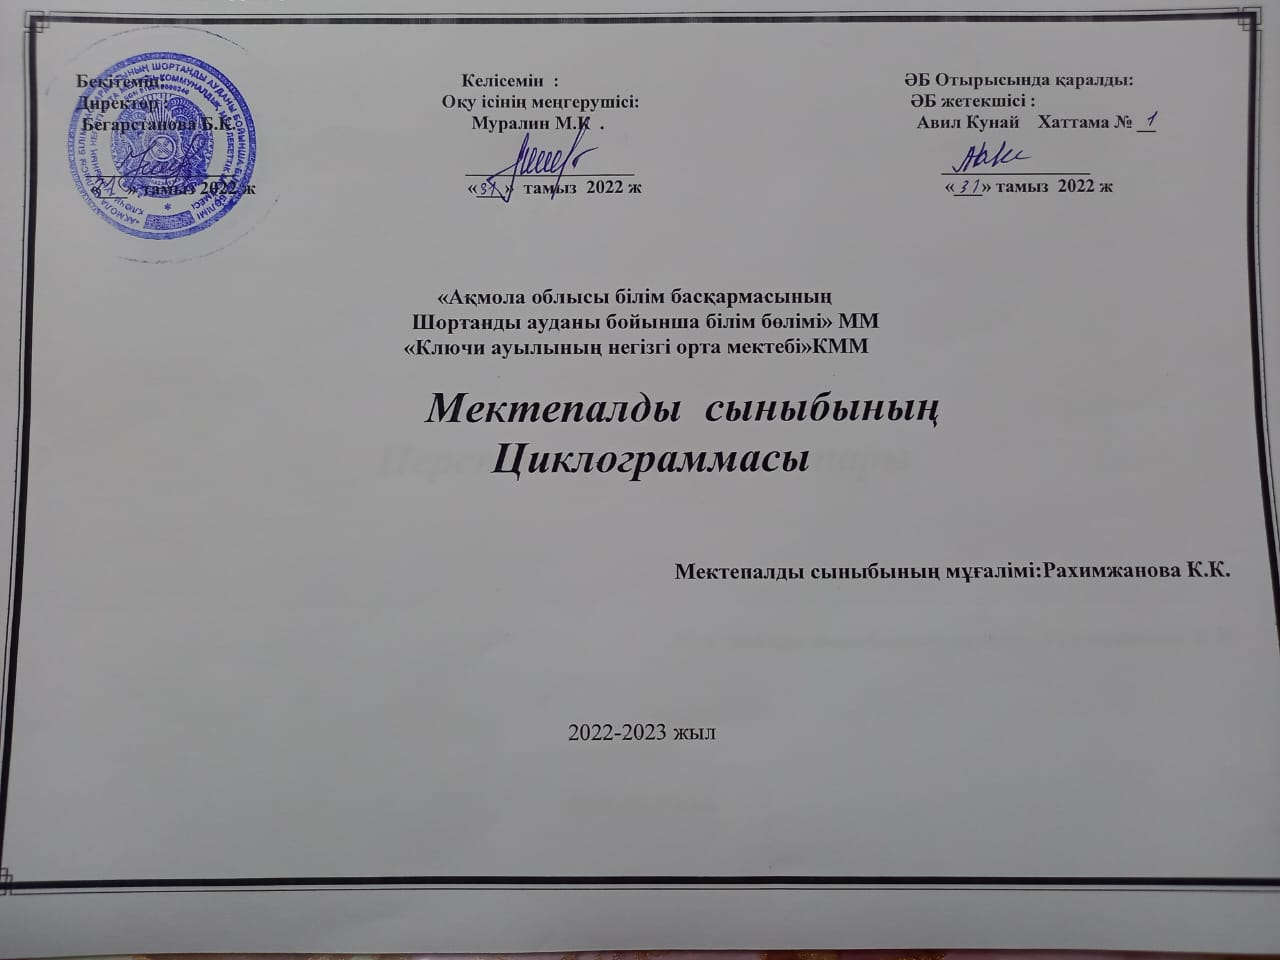 Бекітемін:
Директор :
Бегарстанова Б.К.
тамыз 2022 ж
Келісемін :
Оқу ісінің меңгерушісі:
Муралин М.К .
«31» тамыз 2022 ж
ӘБ Отырысында қаралды:
ӘБ жетекшісі :
Авил Кунай Хаттама № 1
«31» тамыз 2022 ж
«Ақмола облысы білім басқармасының
Шортанды ауданы бойынша білім бөлімі» ММ
«Ключи ауылының негізгі орта мектебі»КММ
Мектепалды сыныбының
Циклограммасы
Мектепалды сыныбының мұғалімі:Рахимжанова К.К.
2022-2023 жыл